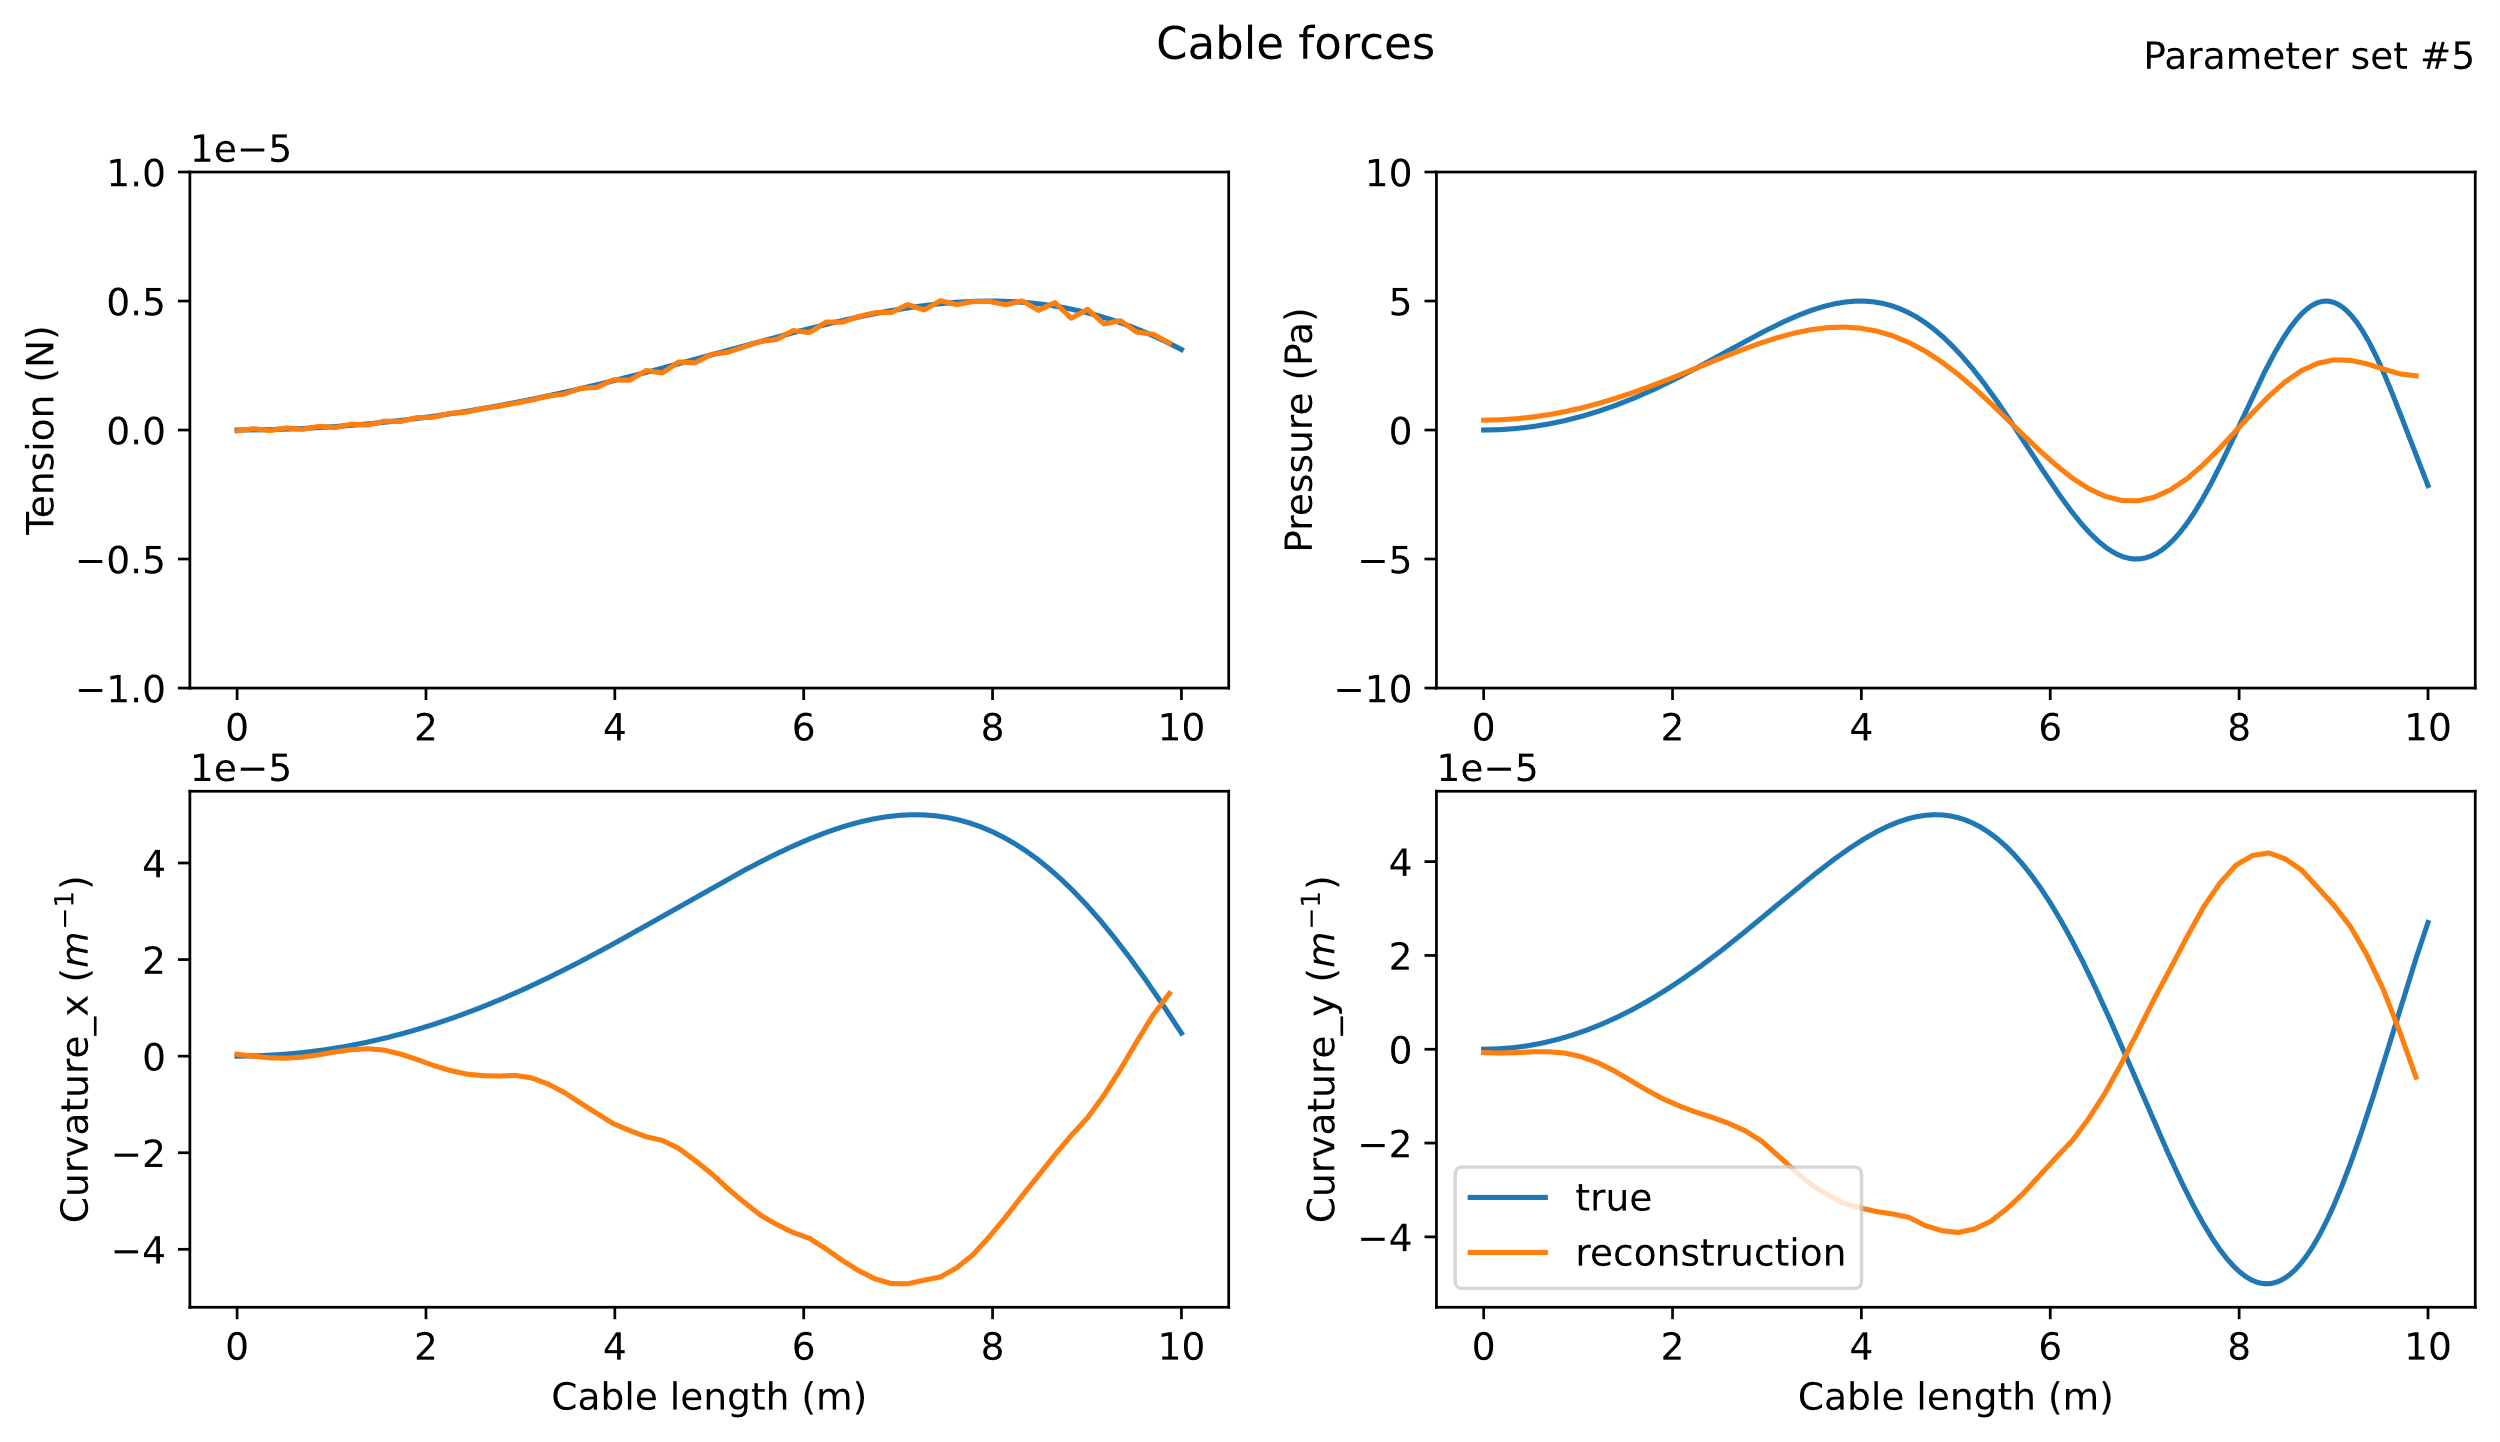 Cable forces
Parameter set #5
1e−5
1.0
0.5
0.0
−0.5
−1.0
Tension (N)
0 2 4 6 8 10
10
5
0
−5
−10
Pressure (Pa)
0 2 4 6 8 10
1e−5
4
2
0
−2
−4
Curvature_x (m⁻¹)
0 2 4 6 8 10
Cable length (m)
1e−5
4
2
0
−2
−4
Curvature_y (m⁻¹)
true
reconstruction
0 2 4 6 8 10
Cable length (m)